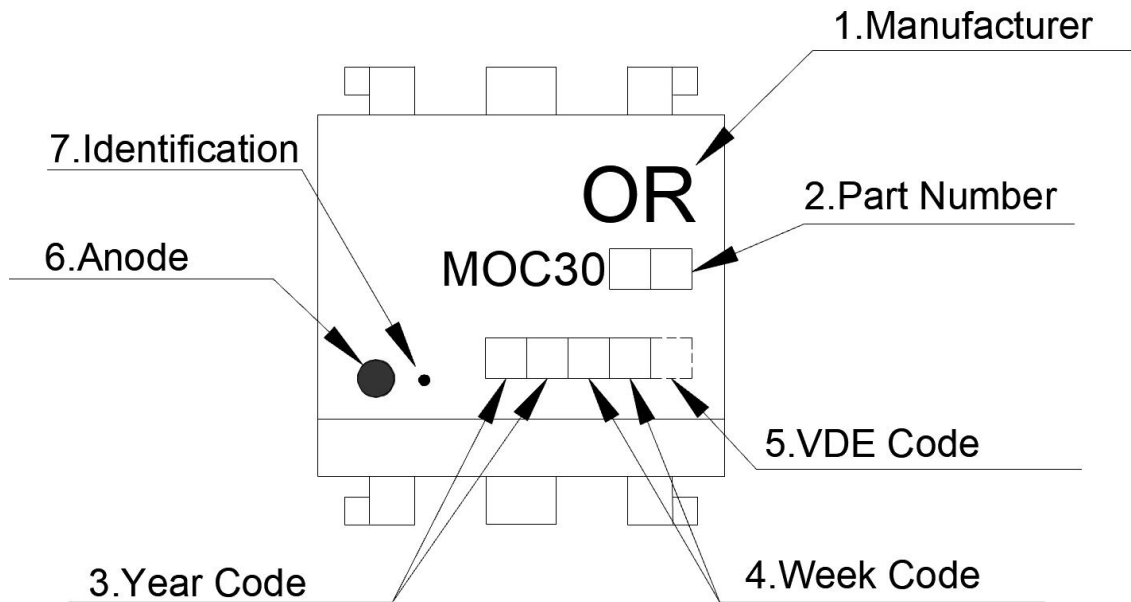 1.Manufacturer
7.Identification
OR
2.Part Number
6.Anode
MOC30
5.VDE Code
3.Year Code
4.Week Code